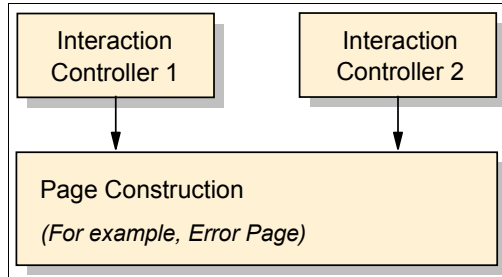 Interaction
Controller 1
Interaction
Controller 2
Page Construction
(For example, Error Page)